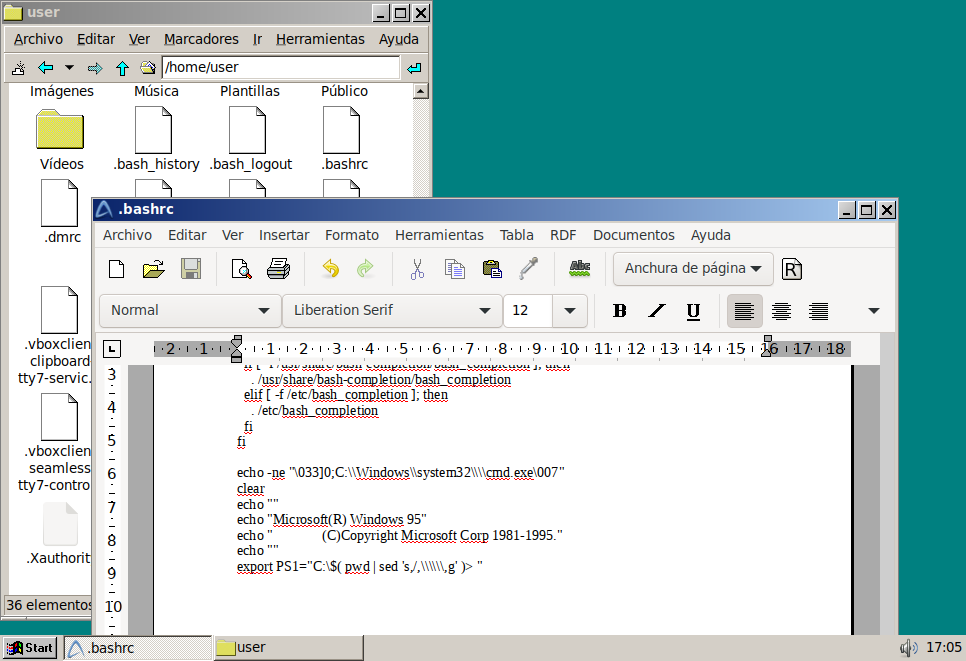 user
Archivo Editar Ver Marcadores Ir Herramientas Ayuda
/home/user
Imágenes Música Plantillas Público
Vídeos .bash_history .bash_logout .bashrc
.dmrc
.vboxclien
clipboard
tty7-servic.
.vboxclien
seamless
tty7-contro
.Xauthorit
36 elementos
.bashrc
Archivo Editar Ver Insertar Formato Herramientas Tabla RDF Documentos Ayuda
Abc
Anchura de página
R
Normal Liberation Serif 12 B I U
2 1 1 2 3 4 5 6 7 8 9 10 11 12 13 14 15 16 17 18
3
4
5
6
7
8
9
10
. /usr/share/bash-completion/bash_completion
elif [ -f /etc/bash_completion ]; then
. /etc/bash_completion
fi
fi
echo -ne "\033]0;C:\\Windows\\system32\\\\cmd.exe\007"
clear
echo ""
echo "Microsoft(R) Windows 95"
echo " (C)Copyright Microsoft Corp 1981-1995."
echo ""
export PS1="C:\$( pwd | sed 's,/,\\\\\\,g' )> "
Start .bashrc user 17:05